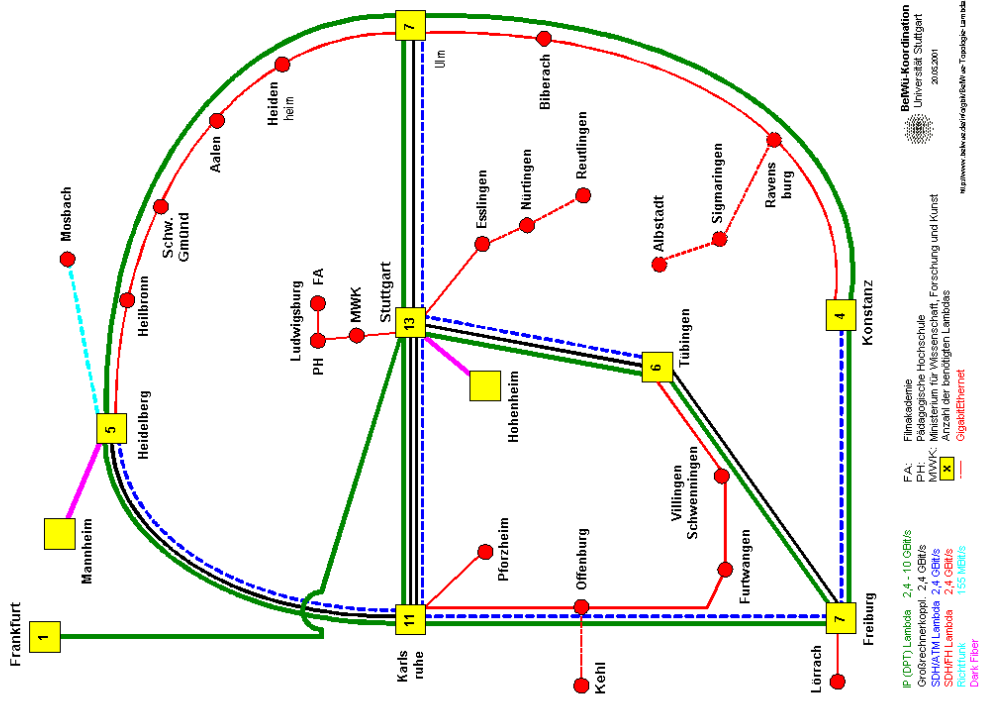 Frankfurt
1
Mannheim
5
Heidelberg
Mosbach
Heilbronn
Schw.
Gmünd
Aalen
Heiden
heim
7
Ulm
Biberach
Ravens
burg
Sigmaringen
Albstadt
4
Konstanz
Ludwigsburg
PH
FA
MWK
Stuttgart
13
Esslingen
Nürtingen
Reutlingen
Hohenheim
6
Tübingen
Karls
ruhe
11
Pforzheim
Offenburg
Kehl
Villingen
Schwenningen
Furtwangen
7
Freiburg
Lörrach
IP (DPT) Lambda 2,4 - 10 GBit/s
Großrechnerkoppl. 2,4 GBit/s
SDH/ATM Lambda 2,4 GBit/s
SDH/FH Lambda 2,4 GBit/s
Richtfunk 155 MBit/s
Dark Fiber
FA: Filmakademie
PH: Pädagogische Hochschule
MWK: Ministerium für Wissenschaft, Forschung und Kunst
x Anzahl der benötigten Lambdas
GigabitEthernet
BelWü-Koordination
Universität Stuttgart